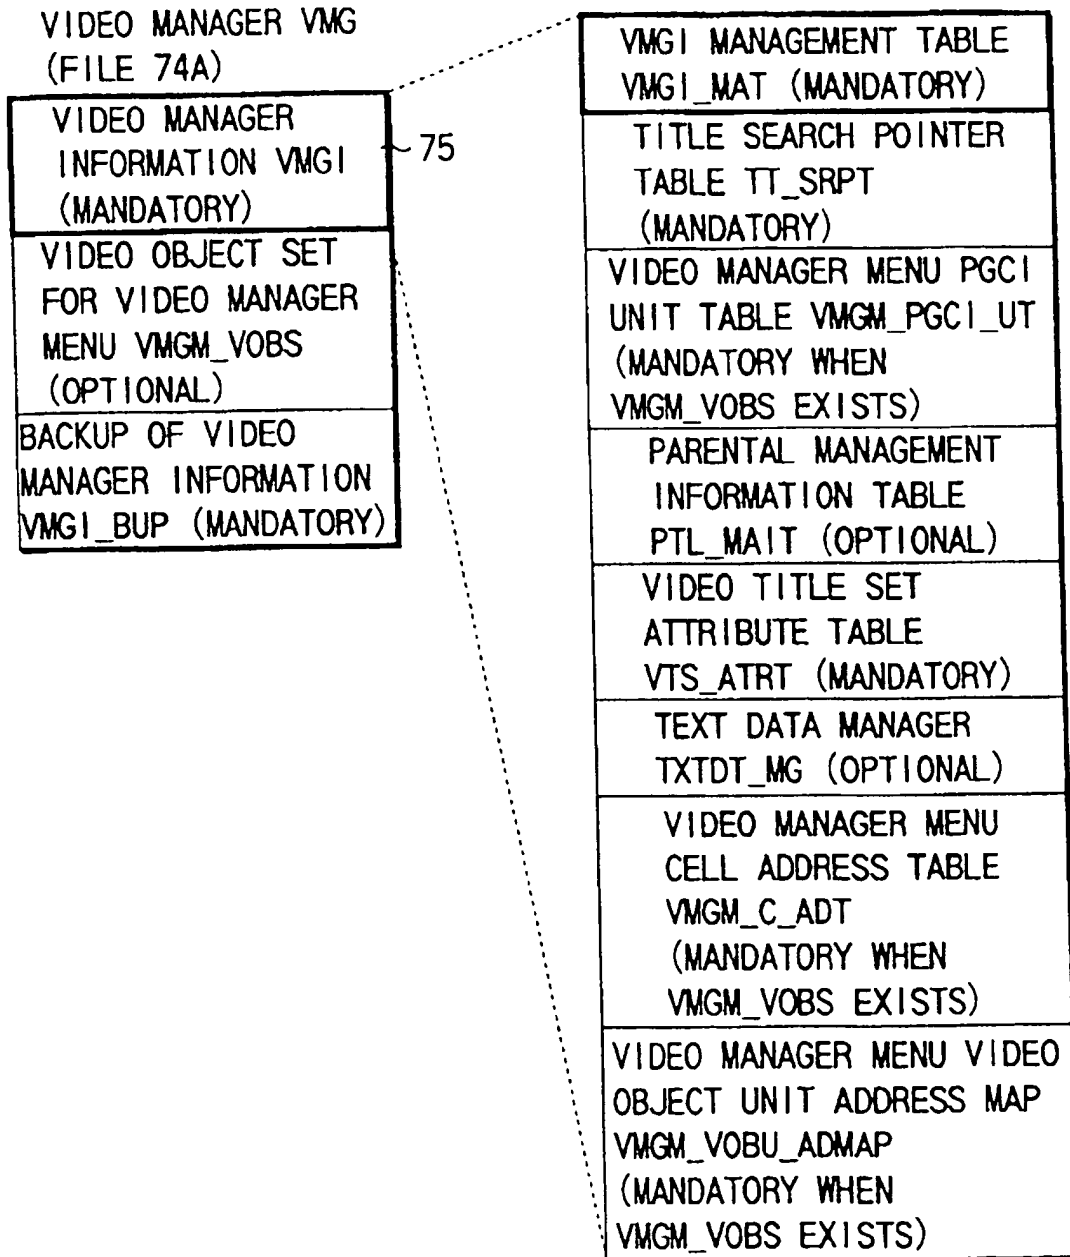 VIDEO MANAGER VMG
(FILE 74A)
VIDEO MANAGER
INFORMATION VMGI
(MANDATORY)
75
VIDEO OBJECT SET
FOR VIDEO MANAGER
MENU VMGM_VOBS
(OPTIONAL)
BACKUP OF VIDEO
MANAGER INFORMATION
VMGI_BUP (MANDATORY)
VMGI MANAGEMENT TABLE
VMGI_MAT (MANDATORY)
TITLE SEARCH POINTER
TABLE TT_SRPT
(MANDATORY)
VIDEO MANAGER MENU PGCI
UNIT TABLE VMGM_PGCI_UT
(MANDATORY WHEN
VMGM_VOBS EXISTS)
PARENTAL MANAGEMENT
INFORMATION TABLE
PTL_MAIT (OPTIONAL)
VIDEO TITLE SET
ATTRIBUTE TABLE
VTS_ATRT (MANDATORY)
TEXT DATA MANAGER
TXTDT_MG (OPTIONAL)
VIDEO MANAGER MENU
CELL ADDRESS TABLE
VMGM_C_ADT
(MANDATORY WHEN
VMGM_VOBS EXISTS)
VIDEO MANAGER MENU VIDEO
OBJECT UNIT ADDRESS MAP
VMGM_VOBU_ADMAP
(MANDATORY WHEN
VMGM_VOBS EXISTS)